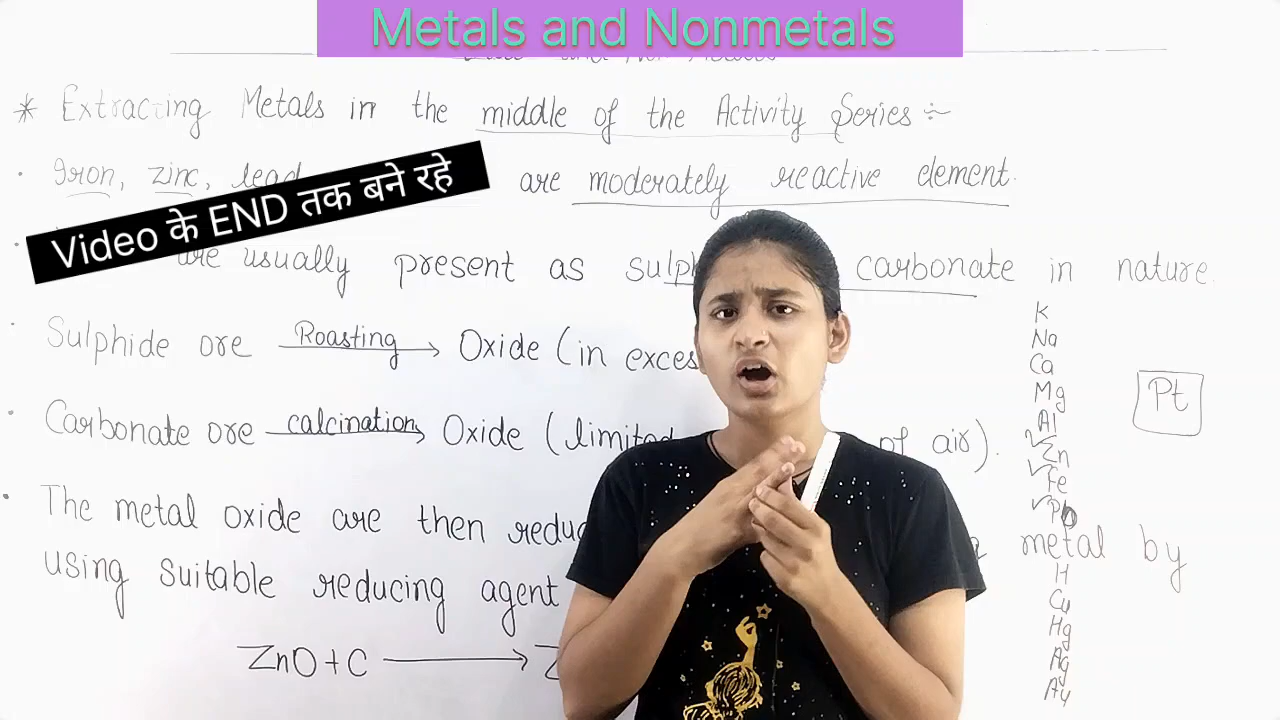 Metals and Nonmetals
* Extracting Metals in the middle of the Activity Series :-
• Iron, zinc, lead are moderately reactive element.
Video के END तक बने रहे
are usually present as carbonate in nature.
• Sulphide ore Roasting → Oxide (in
• Carbonate ore calcination → Oxide (limited of air).
• The metal oxide are then metal by
using suitable reducing agent
ZnO + C →
K
Na
Ca
Mg
Al
✓ Zn
✓ Fe
✓ Pb
H
Cu
Hg
Ag
Au
Pt